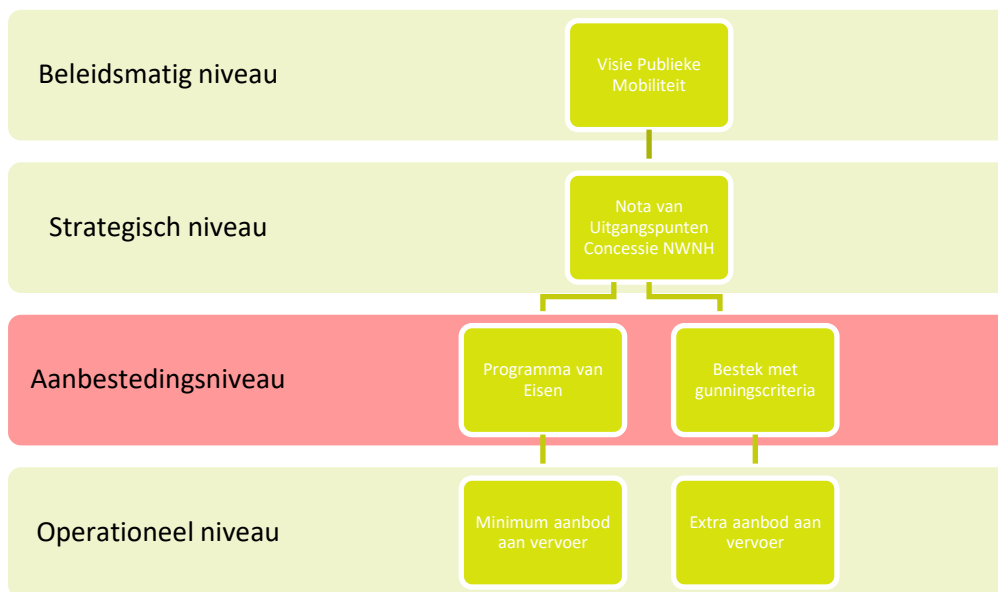 Beleidsmatig niveau
Visie Publieke
Mobiliteit
Strategisch niveau
Nota van
Uitgangspunten
Concessie NWNH
Aanbestedingsniveau
Programma van
Eisen
Bestek met
gunningscriteria
Operationeel niveau
Minimum aanbod
aan vervoer
Extra aanbod aan
vervoer